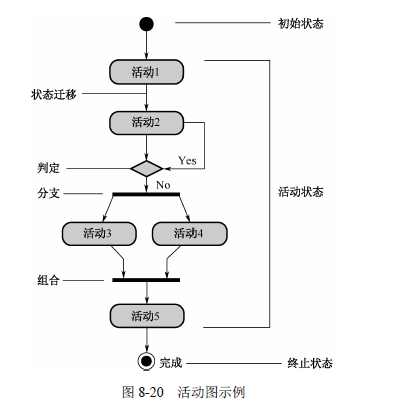 初始状态
活动1
状态迁移
活动2
Yes
判定
No
分支
活动状态
活动3
活动4
组合
活动5
完成
终止状态
图 8-20 活动图示例